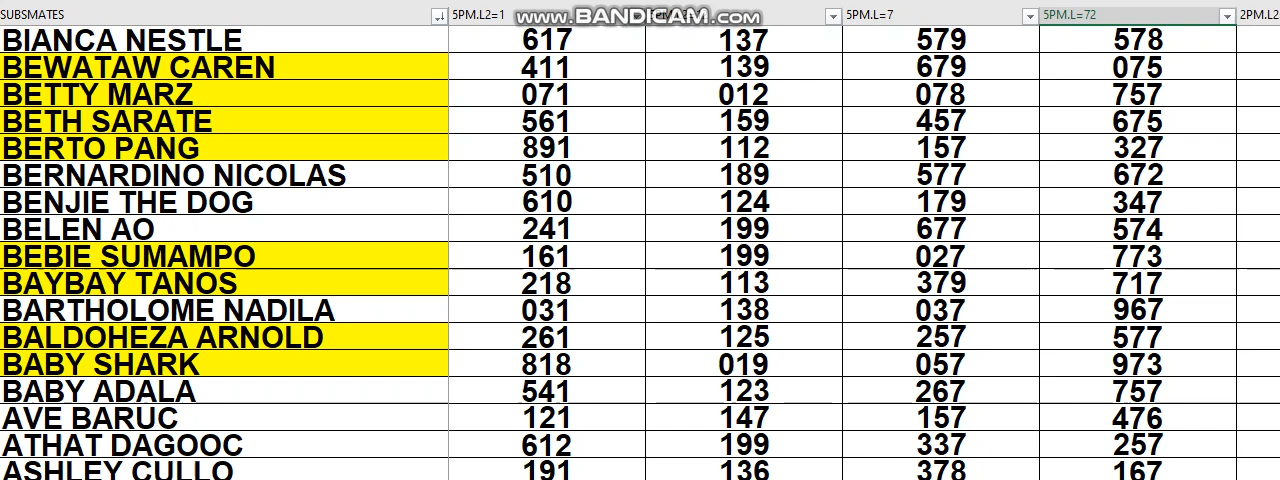 SUBSMATES 5PM.L2=1 www.BANDICAM.com 5PM.L=7 5PM.L=72 2PM.L2
BIANCA NESTLE 617 137 579 578
BEWATAW CAREN 411 139 679 075
BETTY MARZ 071 012 078 757
BETH SARATE 561 159 457 675
BERTO PANG 891 112 157 327
BERNARDINO NICOLAS 510 189 577 672
BENJIE THE DOG 610 124 179 347
BELEN AO 241 199 677 574
BEBIE SUMAMPO 161 199 027 773
BAYBAY TANOS 218 113 379 717
BARTHOLOME NADILA 031 138 037 967
BALDOHEZA ARNOLD 261 125 257 577
BABY SHARK 818 019 057 973
BABY ADALA 541 123 267 757
AVE BARUC 121 147 157 476
ATHAT DAGOOC 612 199 337 257
ASHLEY CULLO 191 136 378 167